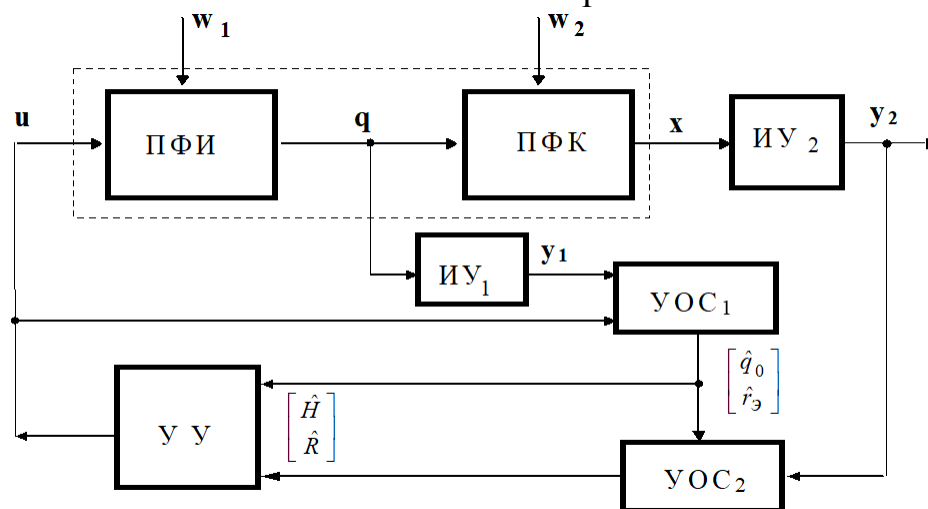 w 1
w 2
u
ПФИ
q
ПФК
x
ИУ 2
y 2
ИУ1
y1
УОС1
q̂ 0
r̂ Э
Ĥ
R̂
У У
УОС2